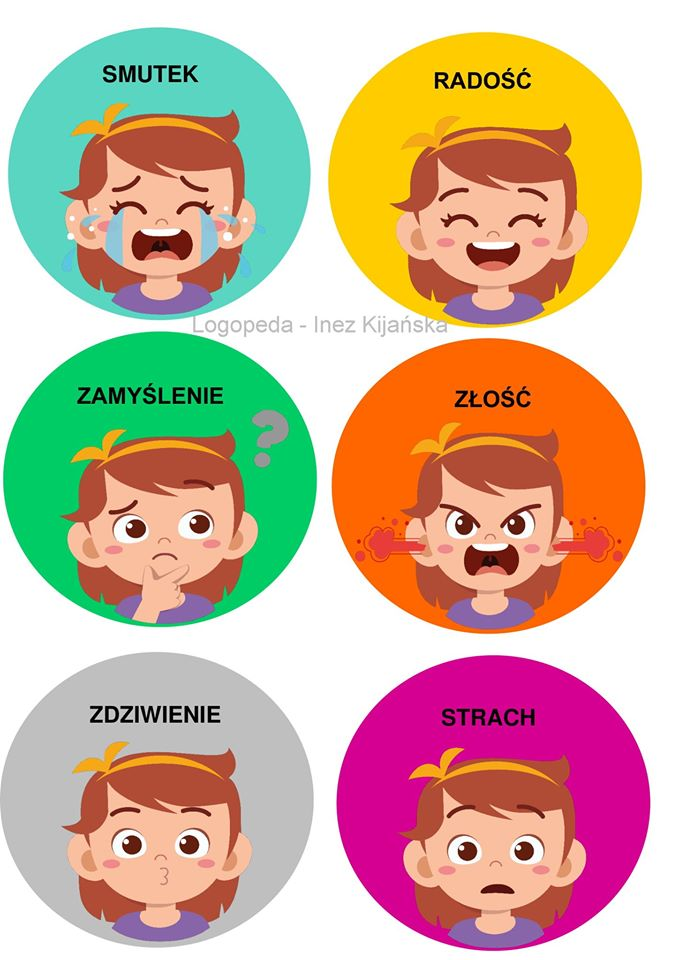 SMUTEK
RADOŚĆ
Logopeda - Inez Kijańska
ZAMYŚLENIE
ZŁOŚĆ
?
ZDZIWIENIE
STRACH